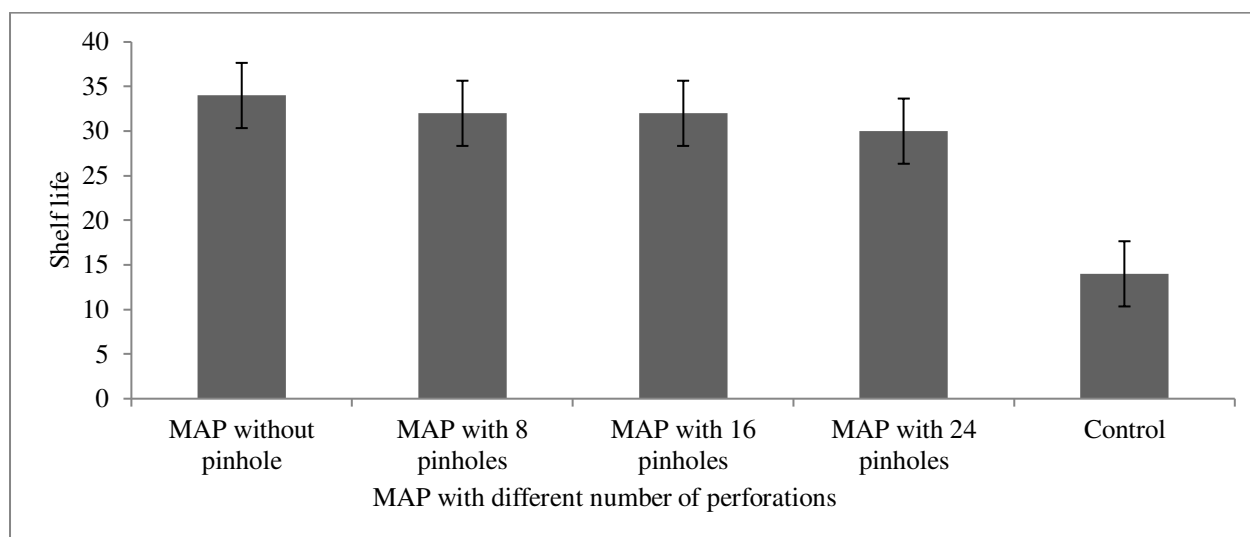 40
35
30
25
20
15
10
5
0
Shelf life
MAP without
pinhole
MAP with 8
pinholes
MAP with 16
pinholes
MAP with 24
pinholes
Control
MAP with different number of perforations